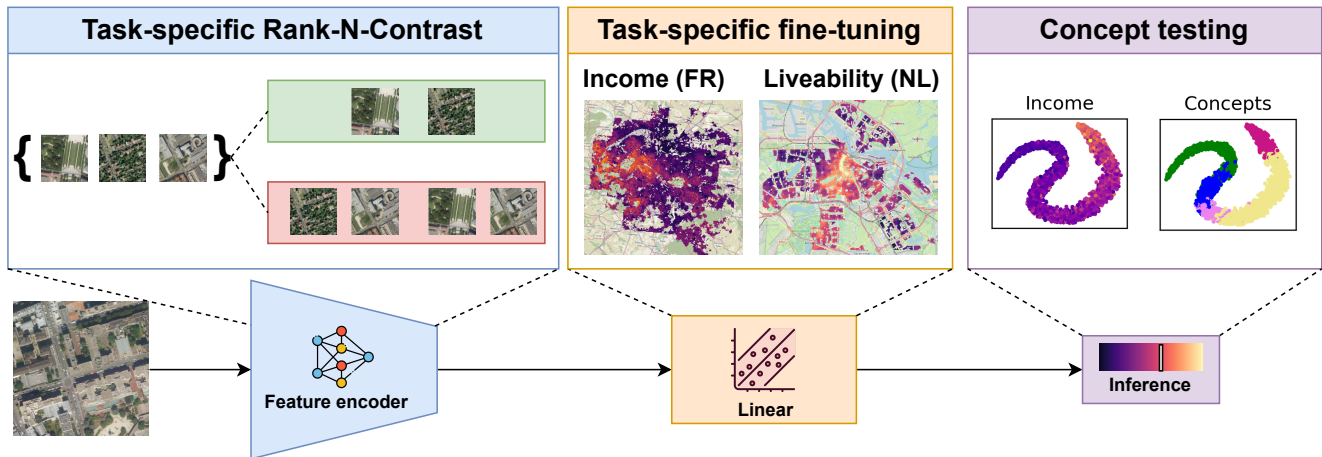 Task-specific Rank-N-Contrast
Task-specific fine-tuning
Concept testing
Income (FR)
Liveability (NL)
Income
Concepts
{ }
Feature encoder
Linear
Inference